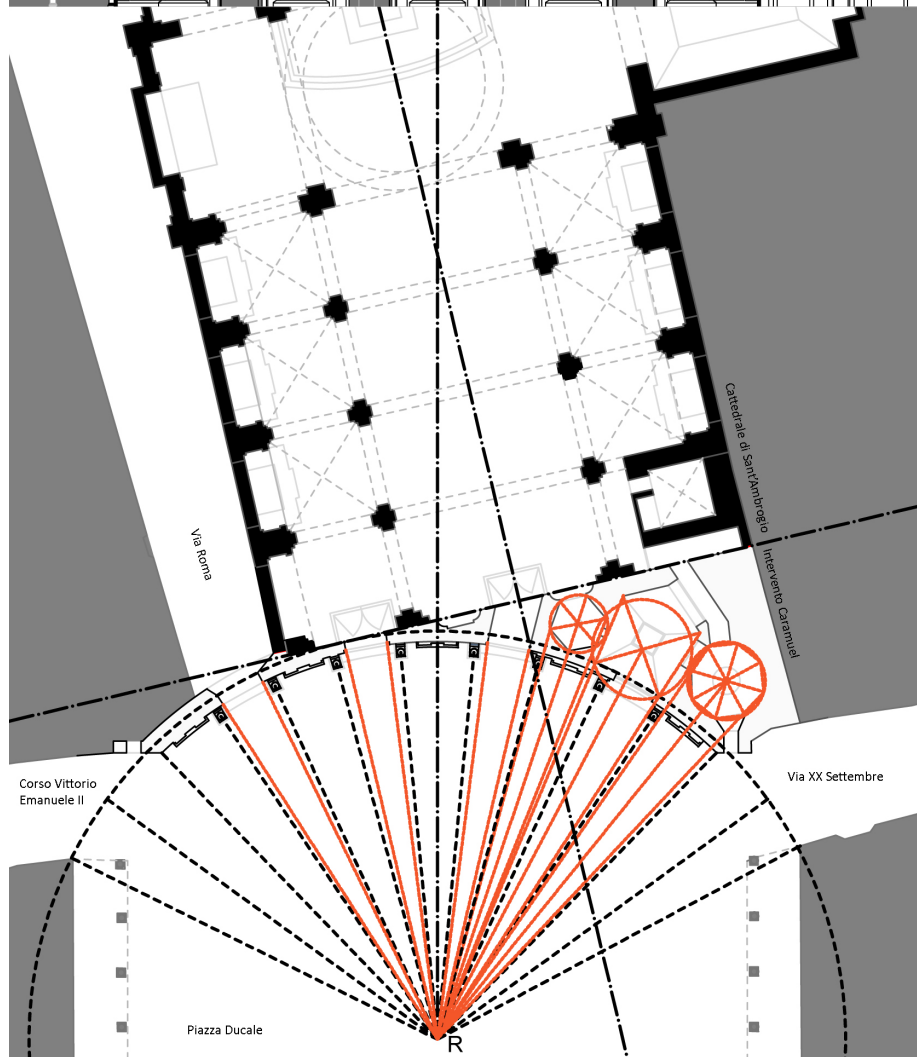 Cattedrale di Sant'Ambrogio
Via Roma
Intervento Caramuel
Corso Vittorio
Emanuele II
Via XX Settembre
Piazza Ducale
R